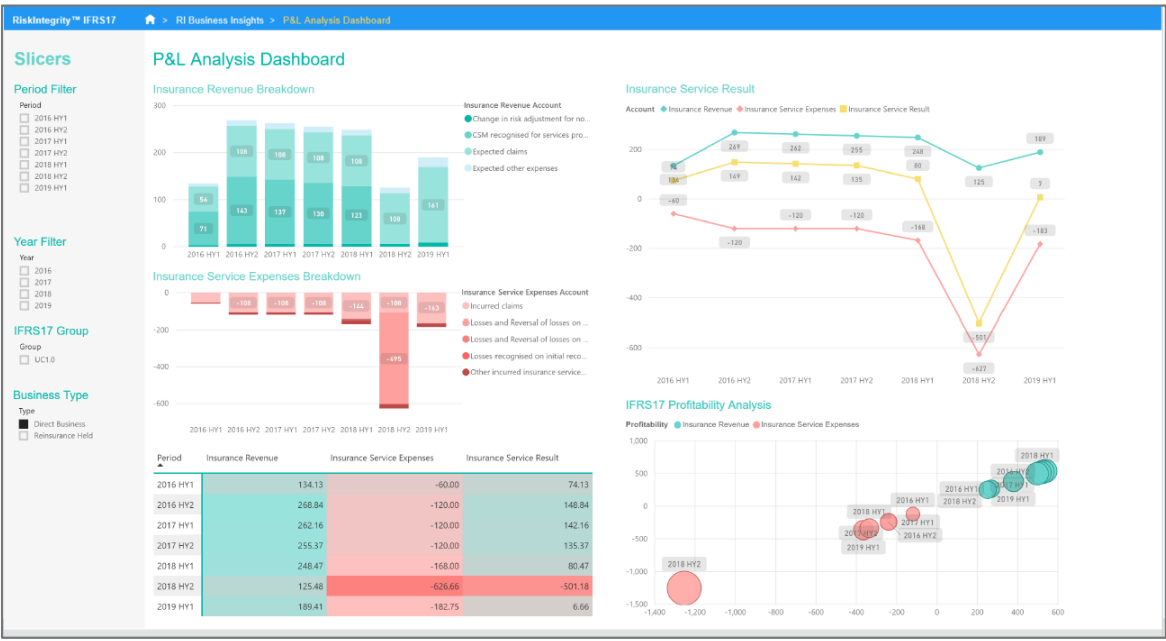 RiskIntegrity™ IFRS17 > RI Business Insights > P&L Analysis Dashboard
Slicers
Period Filter
Period
2016 HY1
2016 HY2
2017 HY1
2017 HY2
2018 HY1
2018 HY2
2019 HY1
Year Filter
Year
2016
2017
2018
2019
IFRS17 Group
Group
UC1.0
Business Type
Type
Direct Business
Reinsurance Held
P&L Analysis Dashboard
Insurance Revenue Breakdown
300
200
100
0
108 108 108 108
54 143 137 130 123 108 161
71
2016 HY1 2016 HY2 2017 HY1 2017 HY2 2018 HY1 2018 HY2 2019 HY1
Insurance Revenue Account
Change in risk adjustment for no...
CSM recognised for services pro...
Expected claims
Expected other expenses
Insurance Service Expenses Breakdown
0
-200
-400
-600
-108 -108 -108 -144 -108 -163
-495
2016 HY1 2016 HY2 2017 HY1 2017 HY2 2018 HY1 2018 HY2 2019 HY1
Insurance Service Expenses Account
Incurred claims
Losses and Reversal of losses on ...
Losses and Reversal of losses on ...
Losses recognised on initial reco...
Other incurred insurance service...
Period Insurance Revenue Insurance Service Expenses Insurance Service Result
2016 HY1 134.13 -60.00 74.13
2016 HY2 268.84 -120.00 148.84
2017 HY1 262.16 -120.00 142.16
2017 HY2 255.37 -120.00 135.37
2018 HY1 248.47 -168.00 80.47
2018 HY2 125.48 -626.66 -501.18
2019 HY1 189.41 -182.75 6.66
Insurance Service Result
Account Insurance Revenue Insurance Service Expenses Insurance Service Result
200
0
-200
-400
-600
269 262 255 248 125 189
134 149 142 135 80 7
-60 -120 -120 -120 -168 -183
-501
-627
2016 HY1 2016 HY2 2017 HY1 2017 HY2 2018 HY1 2018 HY2 2019 HY1
IFRS17 Profitability Analysis
Profitability Insurance Revenue Insurance Service Expenses
1,000
500
0
-500
-1,000
-1,500
2018 HY1
2016 HY2
2016 HY1 2017 HY1
2018 HY2 2019 HY1
2016 HY1
2018 HY1 2017 HY1
2017 HY2 2016 HY2
2019 HY1
2018 HY2
-1,400 -1,200 -1,000 -800 -600 -400 -200 0 200 400 600